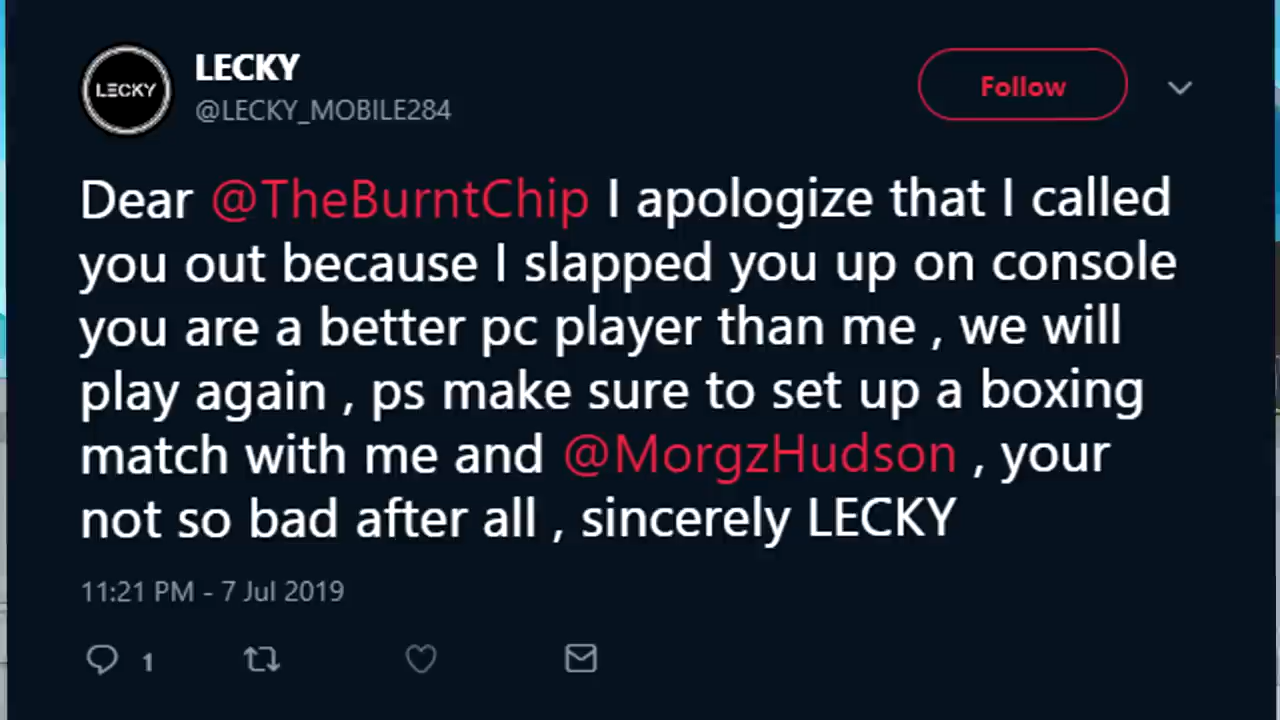 LECKY
LECKY
@LECKY_MOBILE284
Follow
Dear @TheBurntChip I apologize that I called
you out because I slapped you up on console
you are a better pc player than me , we will
play again , ps make sure to set up a boxing
match with me and @MorgzHudson , your
not so bad after all , sincerely LECKY
11:21 PM - 7 Jul 2019
1